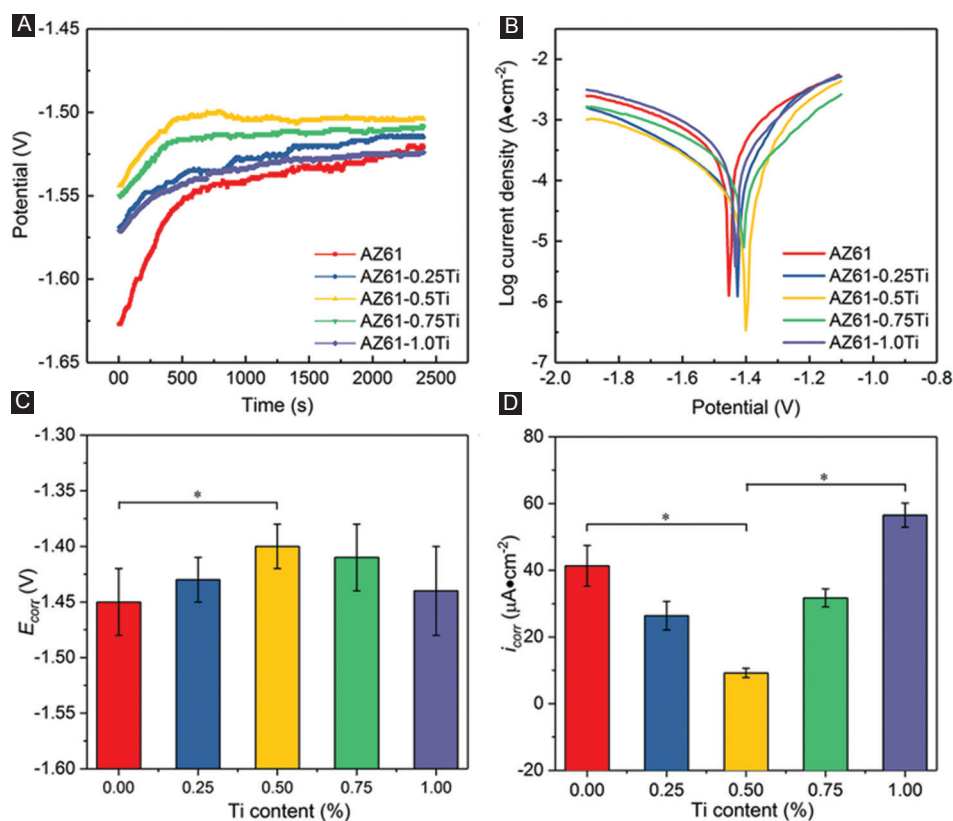 A
-1.45
-1.50
-1.55
-1.60
-1.65
Potential (V)
AZ61
AZ61-0.25Ti
AZ61-0.5Ti
AZ61-0.75Ti
AZ61-1.0Ti
00 500 1000 1500 2000 2500
Time (s)
B
-1
-2
-3
-4
-5
-6
-7
Log current density (A•cm-2)
AZ61
AZ61-0.25Ti
AZ61-0.5Ti
AZ61-0.75Ti
AZ61-1.0Ti
-2.0 -1.8 -1.6 -1.4 -1.2 -1.0 -0.8
Potential (V)
C
-1.30
-1.35
-1.40
-1.45
-1.50
-1.55
-1.60
Ecorr (V)
*
0.00 0.25 0.50 0.75 1.00
Ti content (%)
D
80
60
40
20
0
-20
icorr (μA•cm-2)
*
*
0.00 0.25 0.50 0.75 1.00
Ti content (%)